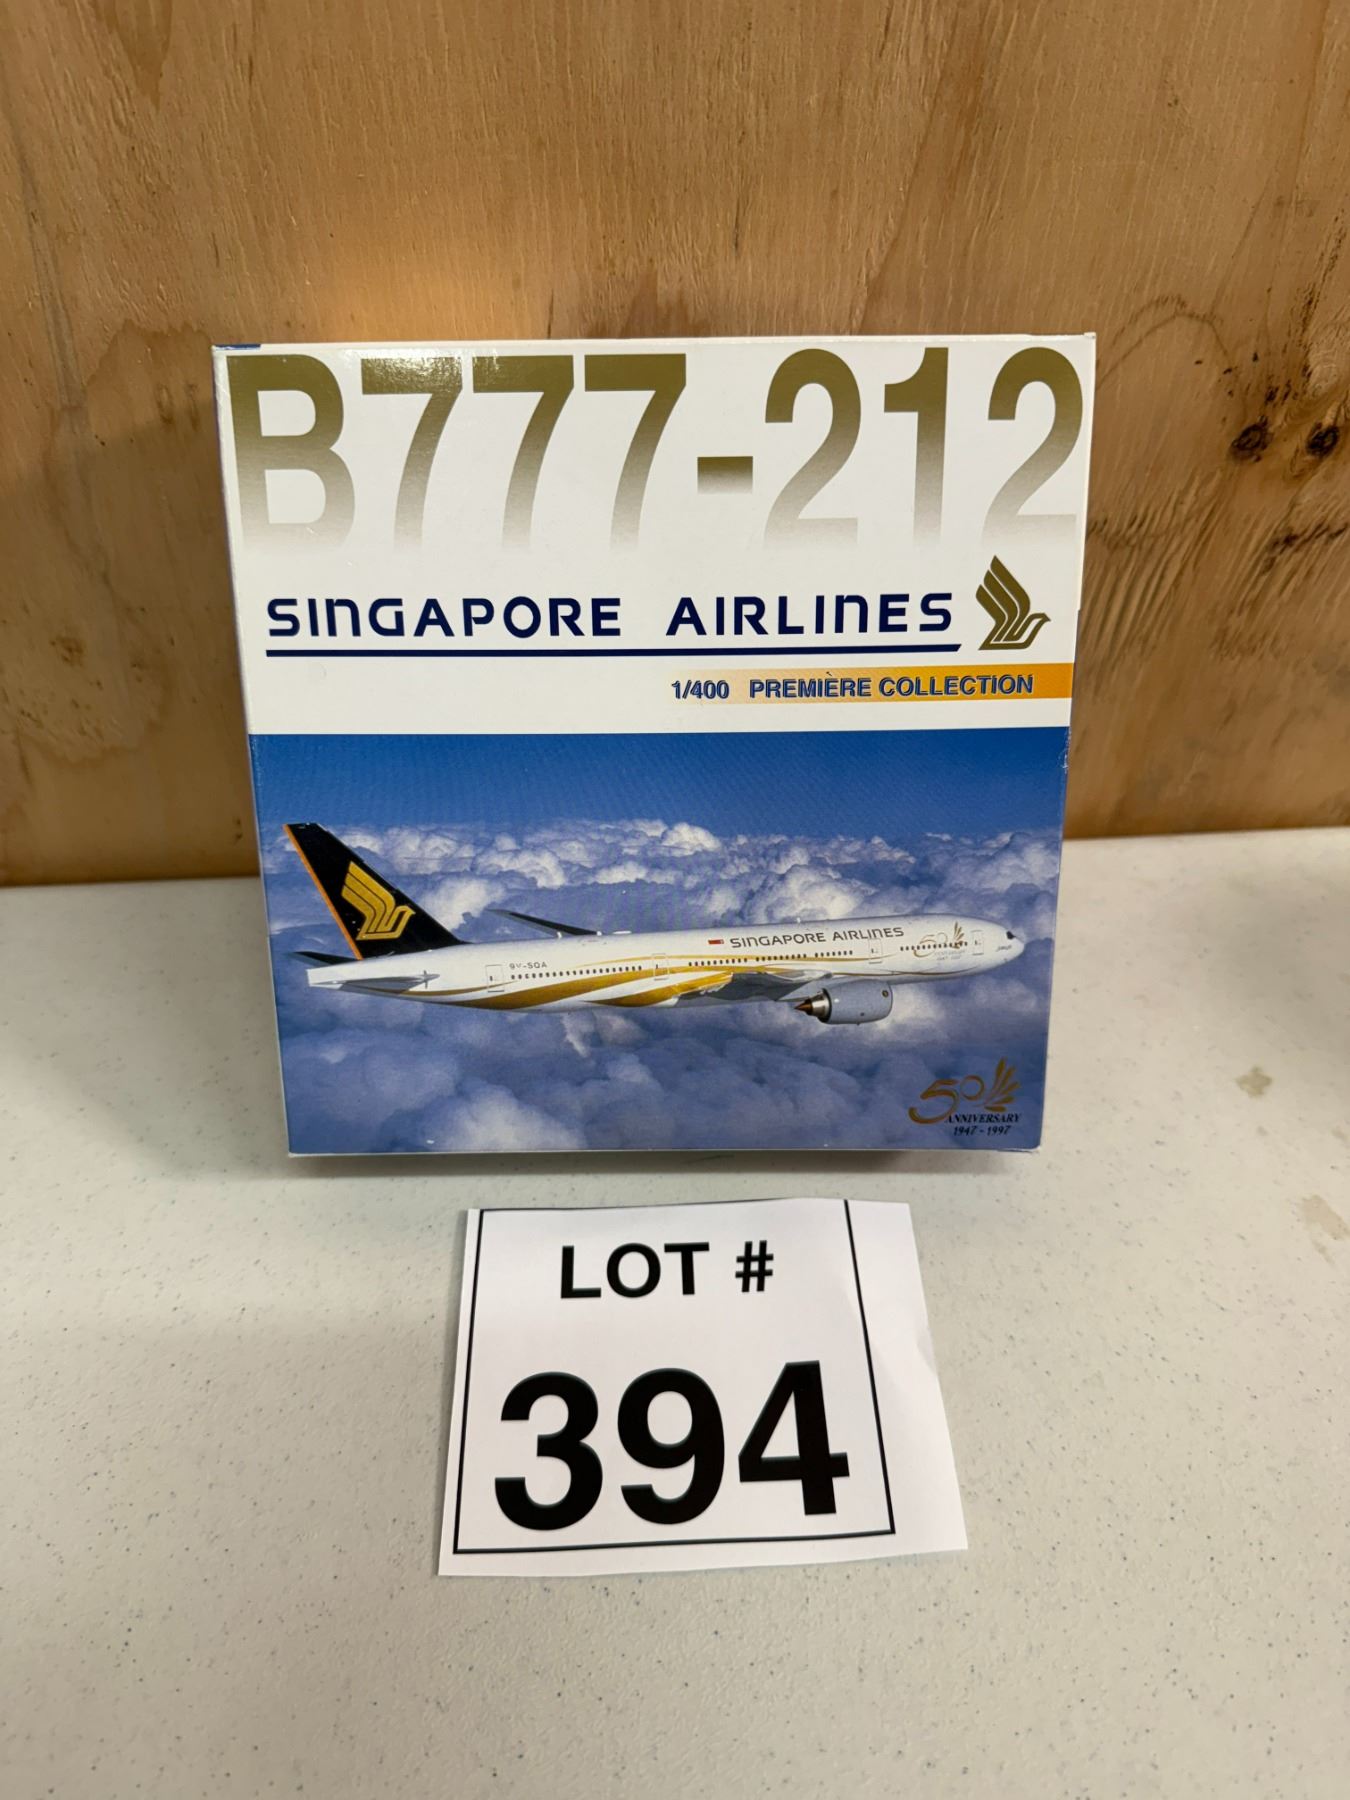 B777-212
SINGAPORE AIRLINES
1/400 PREMIÈRE COLLECTION
SINGAPORE AIRLINES
9V-SQA
50
ANNIVERSARY
1947-1997
LOT #
394